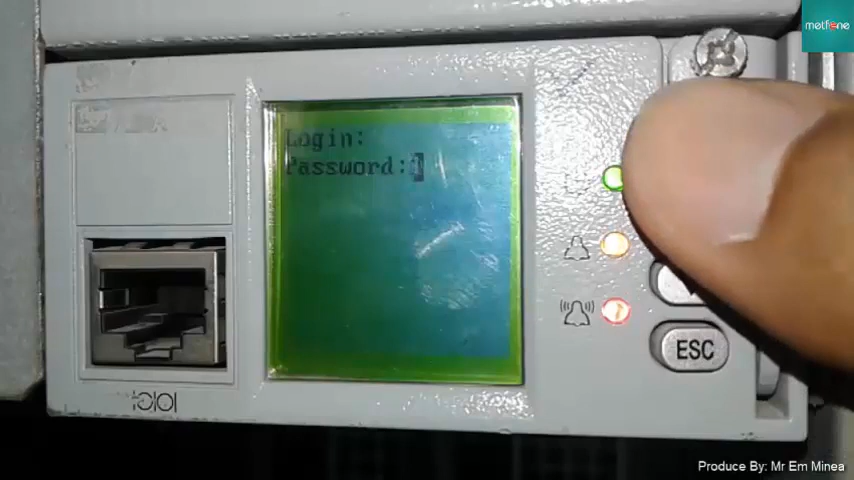 metfone
Login:
Password:
ESC
Produce By: Mr Em Minea